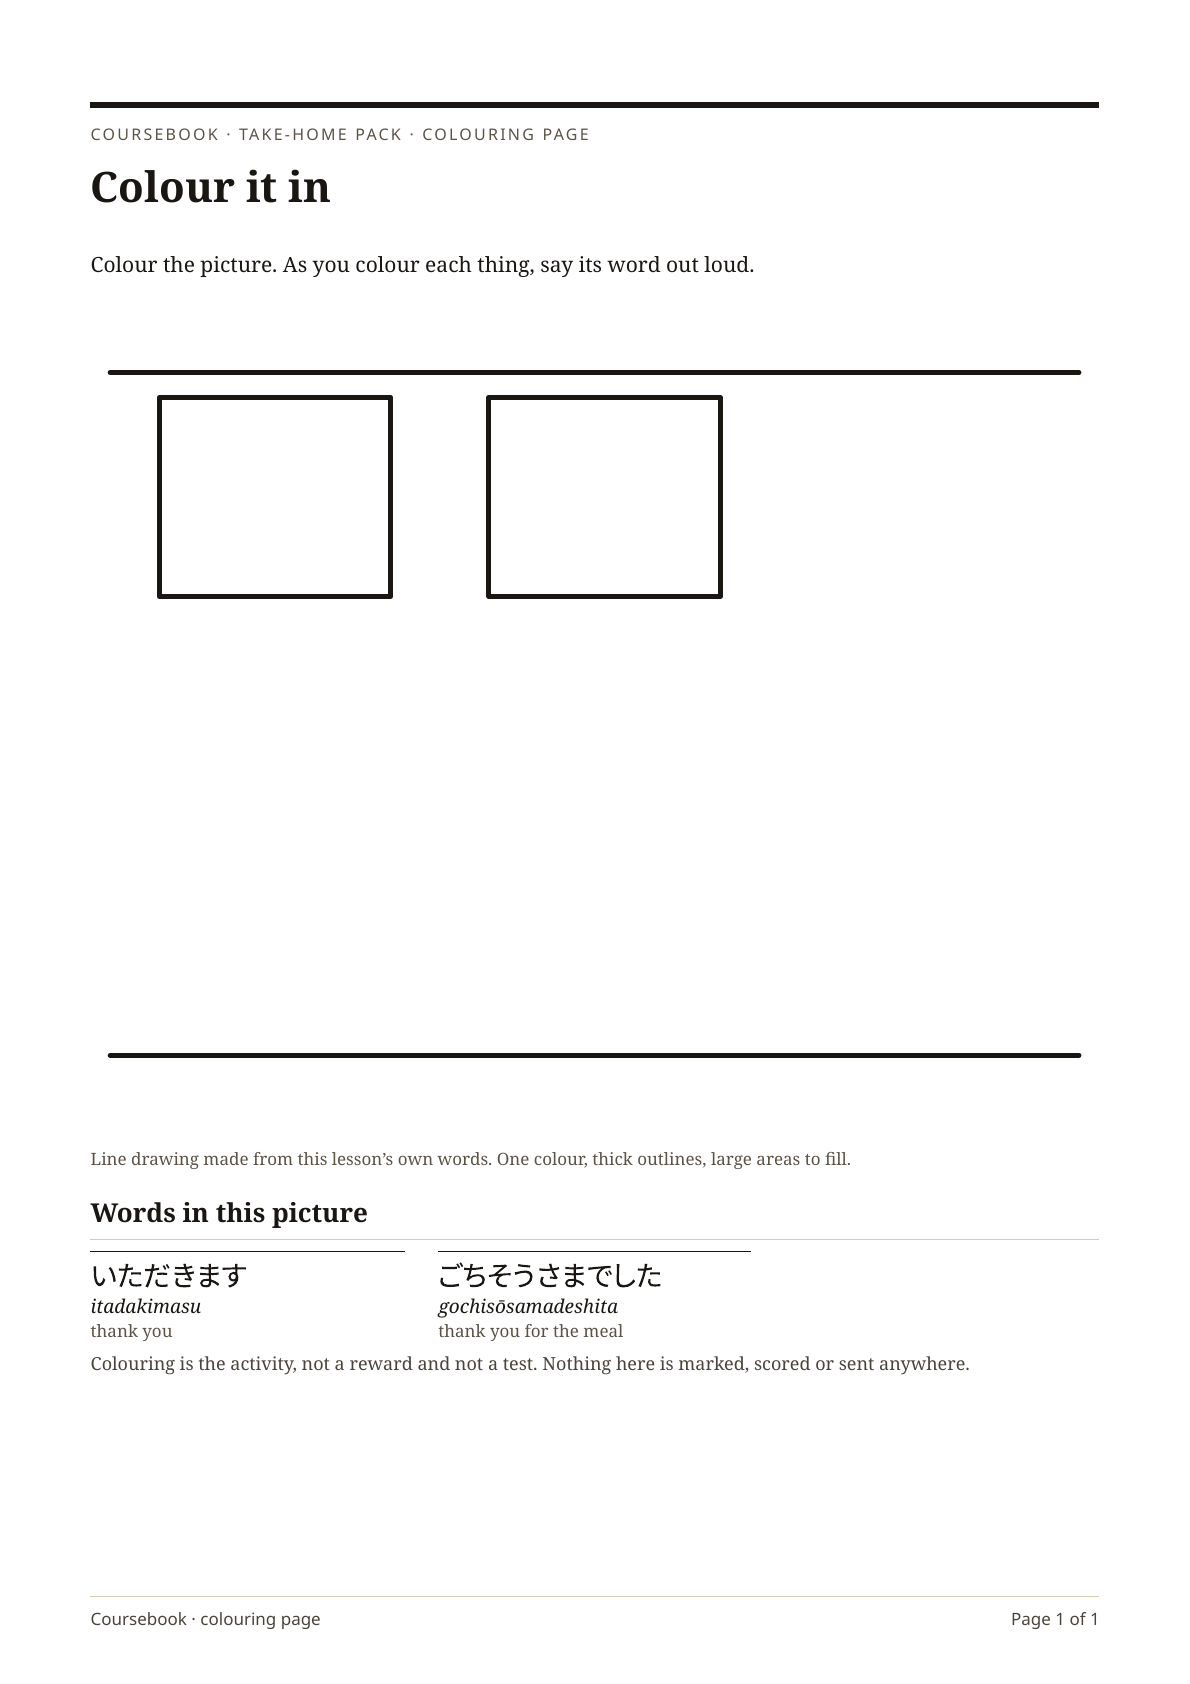 COURSEBOOK · TAKE-HOME PACK · COLOURING PAGE
Colour it in
Colour the picture. As you colour each thing, say its word out loud.
Line drawing made from this lesson’s own words. One colour, thick outlines, large areas to fill.
Words in this picture
いただきます
itadakimasu
thank you
ごちそうさまでした
gochisōsamadeshita
thank you for the meal
Colouring is the activity, not a reward and not a test. Nothing here is marked, scored or sent anywhere.
Coursebook · colouring page
Page 1 of 1